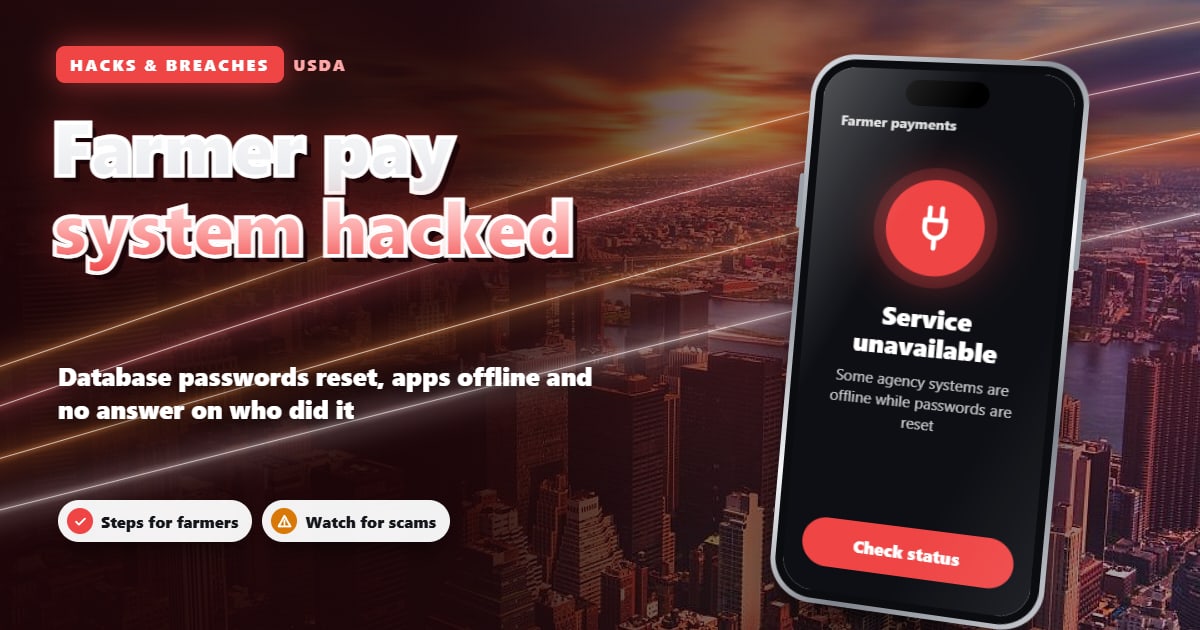 HACKS & BREACHES USDA
Farmer pay
system hacked
Database passwords reset, apps offline and
no answer on who did it
Steps for farmers
Watch for scams
Farmer payments
Service
unavailable
Some agency systems are
offline while passwords are
reset
Check status